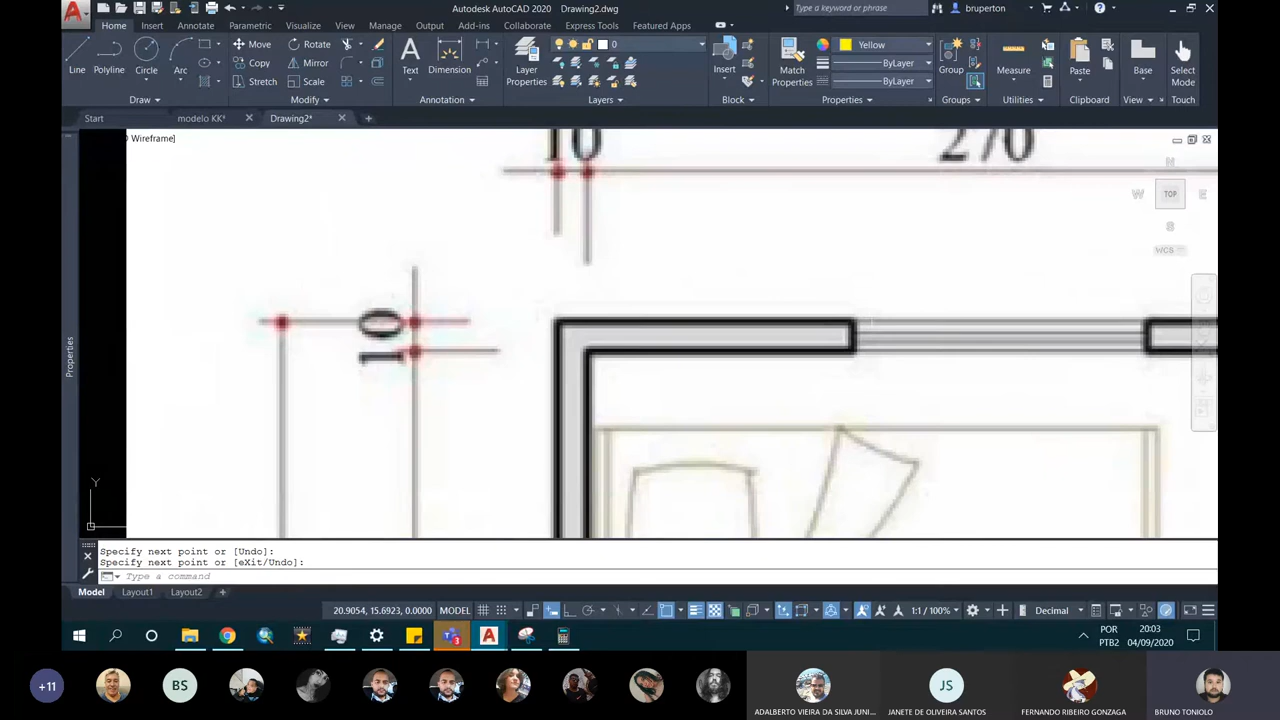 Autodesk AutoCAD 2020 Drawing2.dwg
Type a keyword or phrase
bruperton
Home Insert Annotate Parametric Visualize View Manage Output Add-ins Collaborate Express Tools Featured Apps
Line Polyline Circle Arc
Move Rotate
Copy Mirror
Stretch Scale
Text Dimension
Layer Properties
0
Insert
Match Properties
Yellow
ByLayer
ByLayer
Group
Measure
Paste
Base
Select Mode
Draw Modify Annotation Layers Block Properties Groups Utilities Clipboard View Touch
Start modelo KK* Drawing2*
Wireframe]
10
270
N
W TOP E
S
WCS
10
Properties
Y
Specify next point or [Undo]:
Specify next point or [eXit/Undo]:
Type a command
Model Layout1 Layout2
20.9054, 15.6923, 0.0000 MODEL 1:1 / 100% Decimal
POR 20:03
PTB2 04/09/2020
+11 BS JS
ADALBERTO VIEIRA DA SILVA JUNI... JANETE DE OLIVEIRA SANTOS FERNANDO RIBEIRO GONZAGA BRUNO TONIOLO